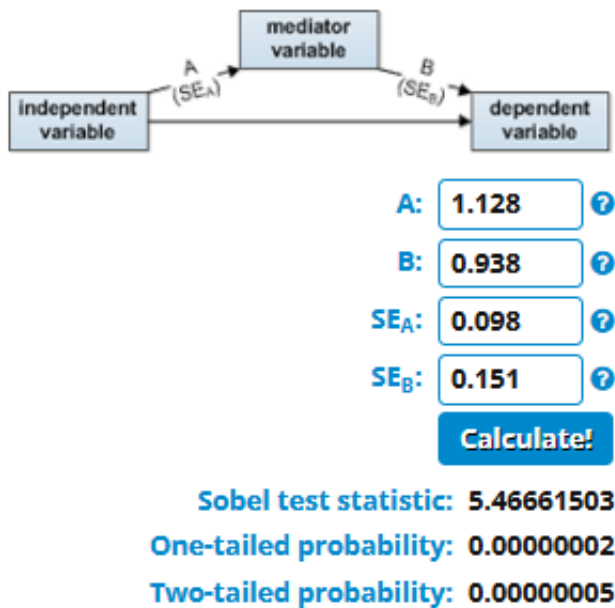 mediator
variable
A
(SEA)
B
(SEB)
independent
variable
dependent
variable
A: 1.128 ?
B: 0.938 ?
SEA: 0.098 ?
SEB: 0.151 ?
Calculate!
Sobel test statistic: 5.46661503
One-tailed probability: 0.00000002
Two-tailed probability: 0.00000005